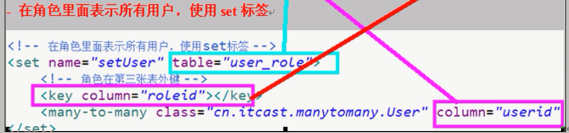 - 在角色里面表示所有用户，使用 set 标签
<!-- 在角色里面表示所有用户，使用set标签 -->
<set name="setUser" table="user_role">
<!-- 角色在第三张表外键 -->
<key column="roleid"></key>
<many-to-many class="cn.itcast.manytomany.User" column="userid"
</set>